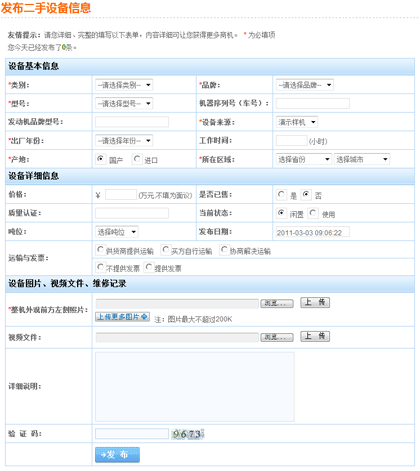 发布二手设备信息
友情提示：请您详细、完整的填写以下表单，内容详细可让您获得更多商机。 *为必填项
您今天已经发布了0条。
设备基本信息
*类别： --请选择类别-- *品牌： --请选择品牌--
*型号： --请选择型号-- 机器序列号（车号）：
发动机品牌型号： *设备来源： 演示样机
*出厂年份： --请选择年份-- 工作时间： (小时)
*产地： 国产 进口 *所在区域： 选择省份 选择城市
设备详细信息
价格： ¥ (万元,不填为面议) 是否已售： 是 否
质量认证： 当前状态： 闲置 使用
吨位： 选择吨位 发布日期： 2011-03-03 09:06:22
运输与发票： 供货商提供运输 买方自行运输 协商解决运输
不提供发票 提供发票
设备图片、视频文件、维修记录
*整机外观前方左侧照片： 浏览... 上 传
上传更多图片 注：图片最大不超过200K
视频文件： 浏览... 上 传
详细说明：
验 证 码： 9673
发 布